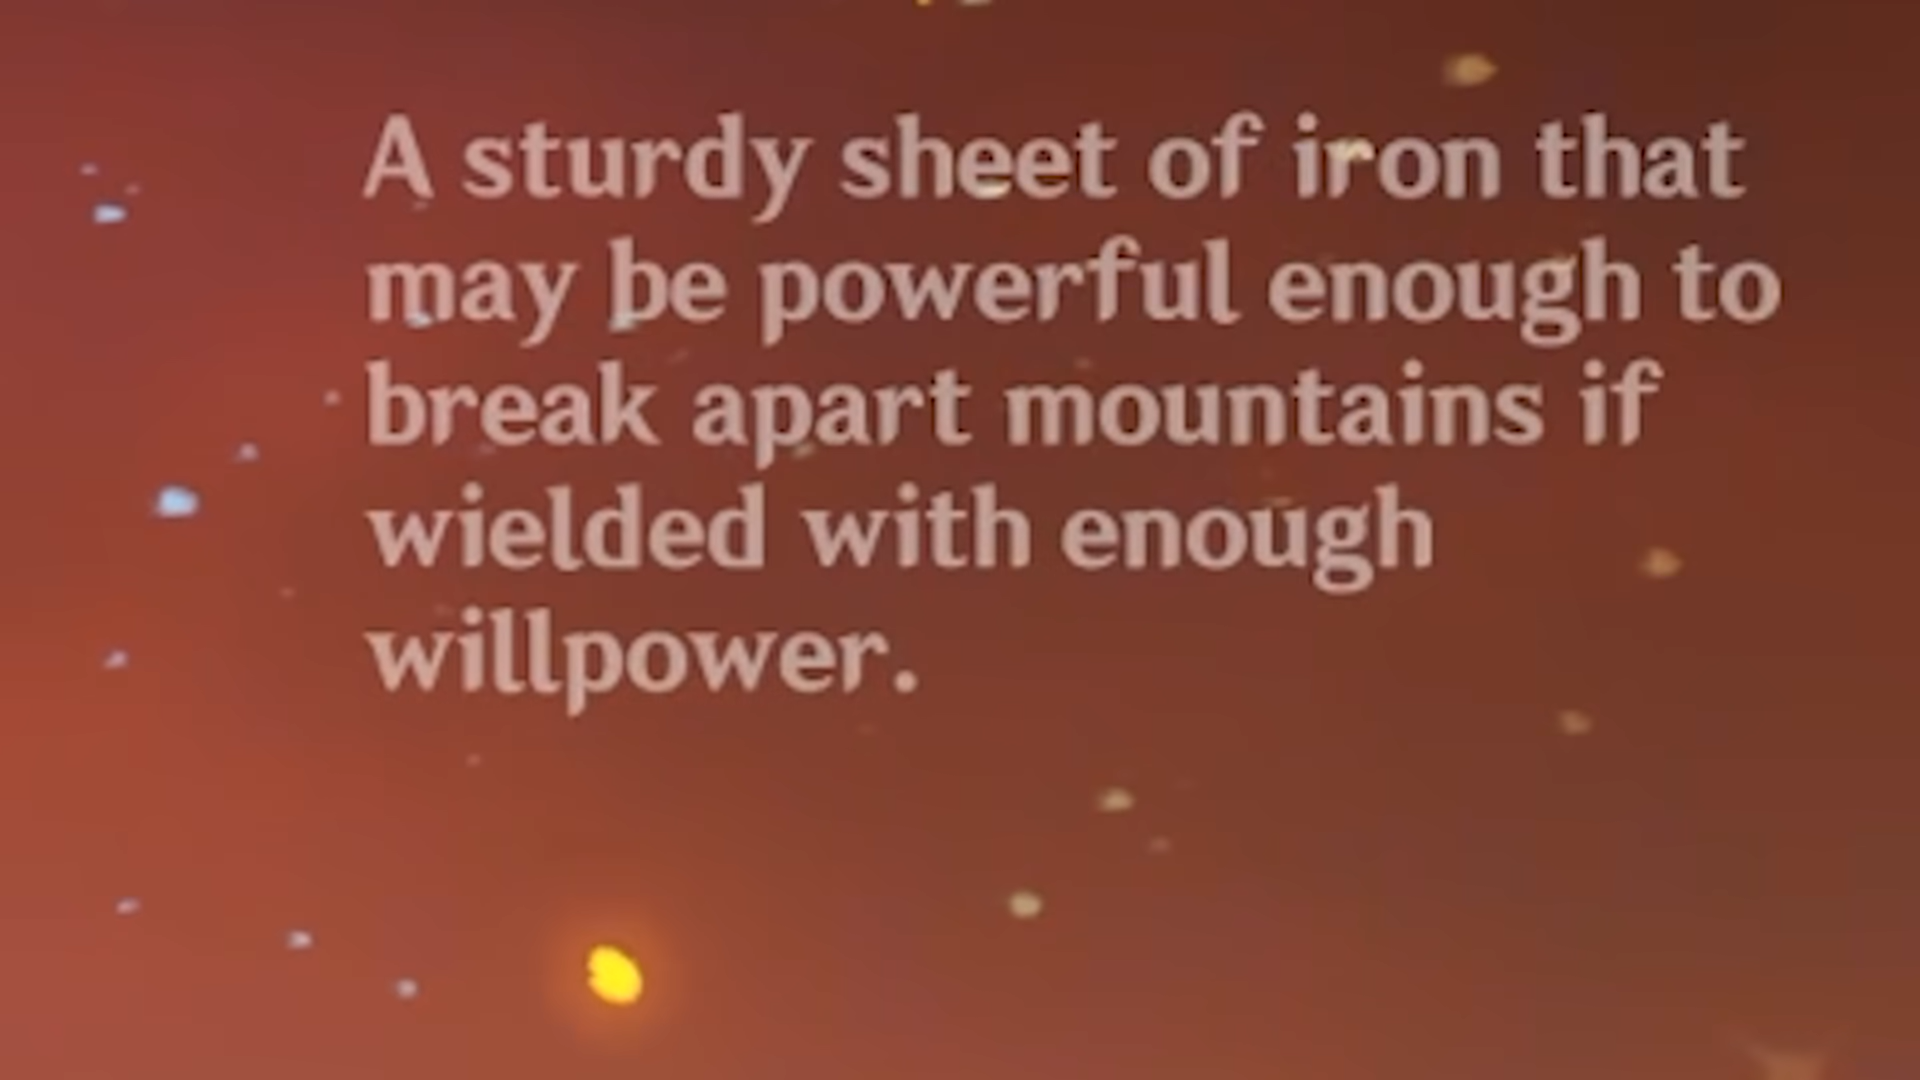 A sturdy sheet of iron that
may be powerful enough to
break apart mountains if
wielded with enough
willpower.